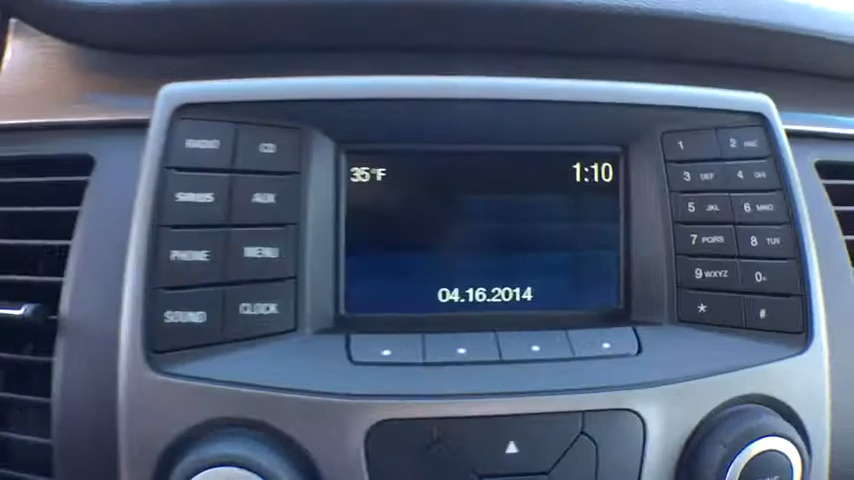 RADIO CD
SIRIUS AUX
PHONE MENU
SOUND CLOCK
35°F 1:10
04.16.2014
1 2 ABC
3 DEF 4 GHI
5 JKL 6 MNO
7 PQRS 8 TUV
9 WXYZ 0
* #